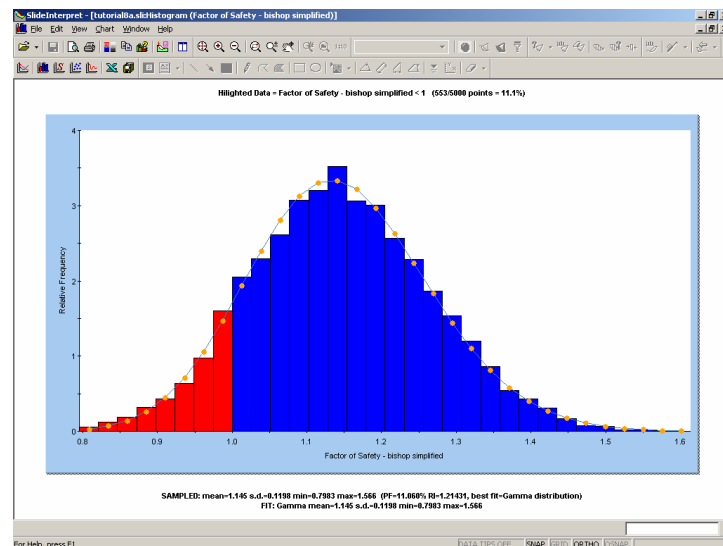 SlideInterpret - [tutorial8a.sli:Histogram (Factor of Safety - bishop simplified)]
File Edit View Chart Window Help
Hilighted Data = Factor of Safety - bishop simplified < 1 (553/5000 points = 11.1%)
4
3
2
1
0
Relative Frequency
0.8 0.9 1.0 1.1 1.2 1.3 1.4 1.5 1.6
Factor of Safety - bishop simplified
SAMPLED: mean=1.145 s.d.=0.1198 min=0.7983 max=1.566 (PF=11.060% RI=1.21431, best fit=Gamma distribution)
FIT: Gamma mean=1.145 min=0.7983 max=1.566
For Help, press F1
DATA TIPS OFF SNAP GRID ORTHO OSNAP